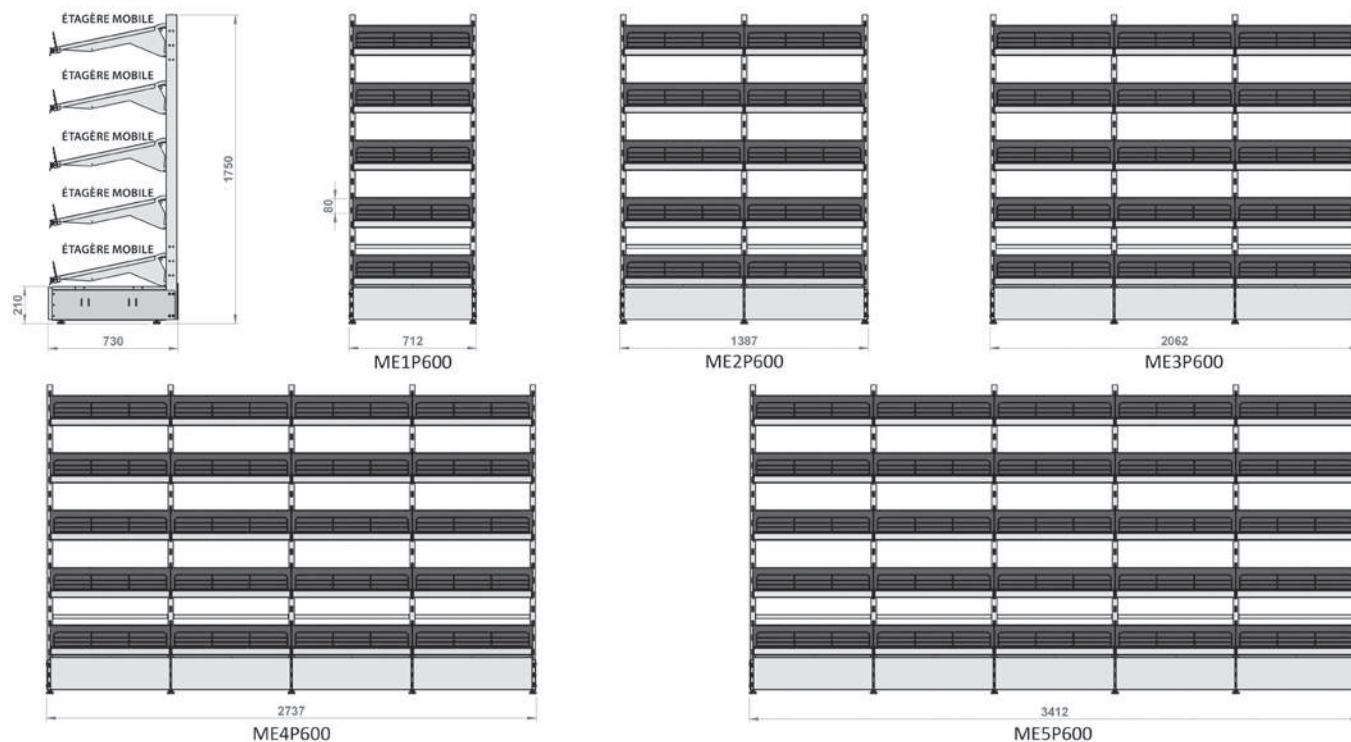 ÉTAGÈRE MOBILE
ÉTAGÈRE MOBILE
ÉTAGÈRE MOBILE
ÉTAGÈRE MOBILE
ÉTAGÈRE MOBILE
1750
210
730
80
712
ME1P600
1387
ME2P600
2062
ME3P600
2737
ME4P600
3412
ME5P600